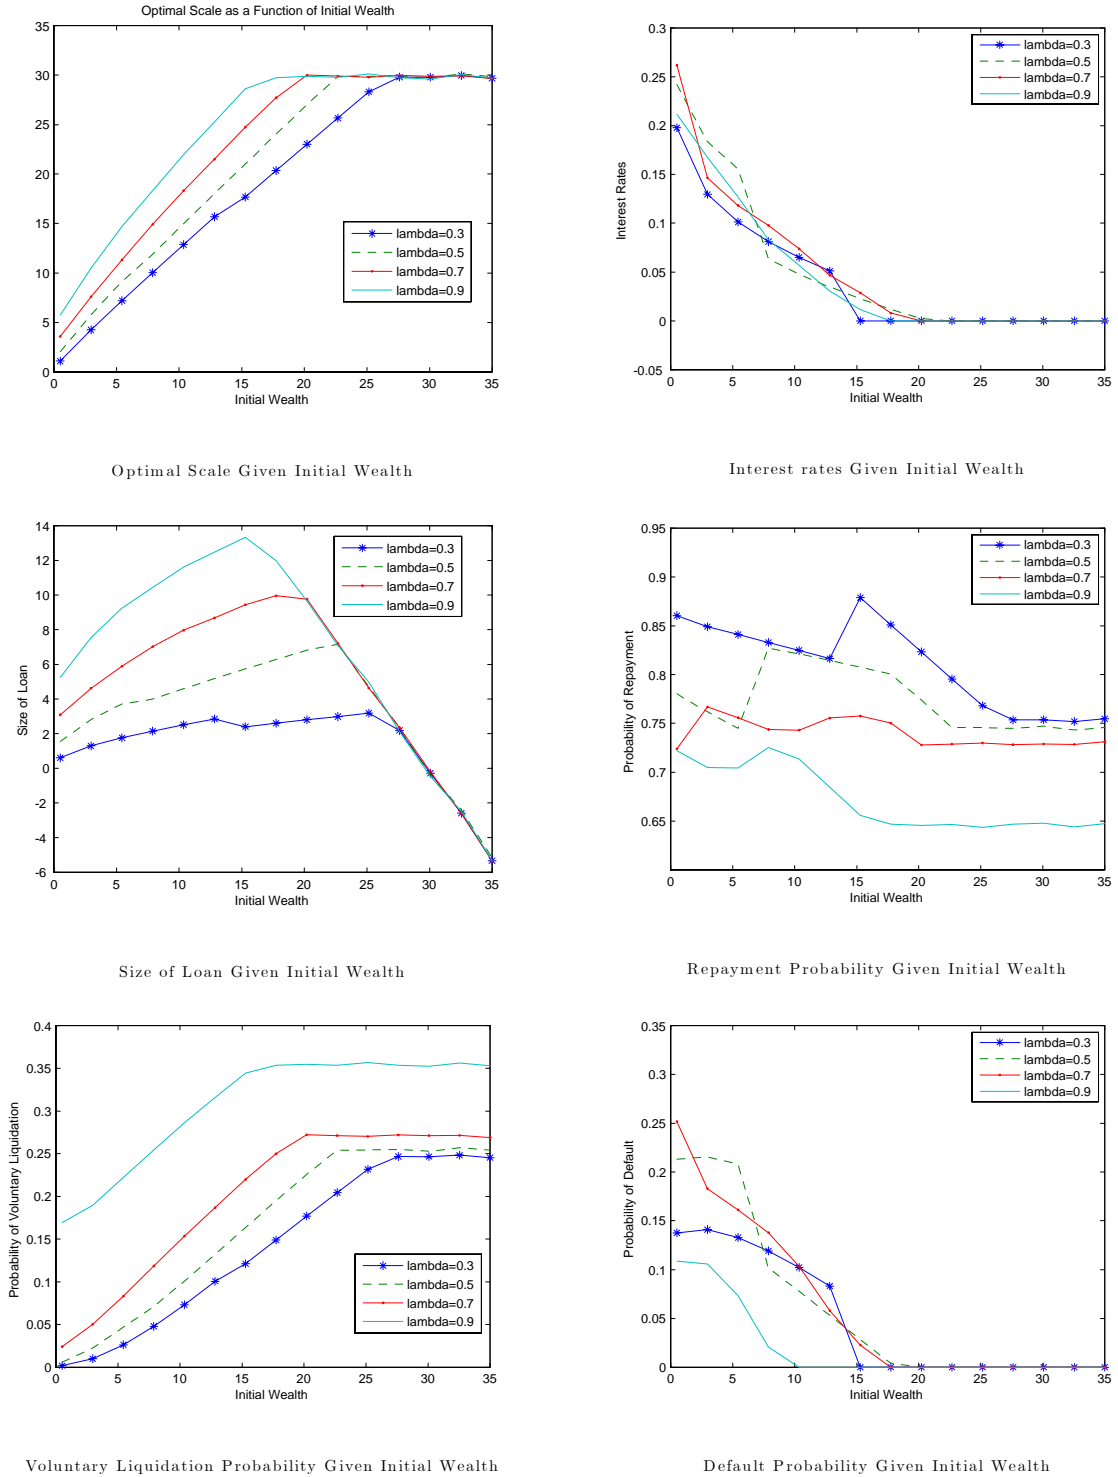 Optimal Scale as a Function of Initial Wealth
35
30
25
20
15
10
5
0
0 5 10 15 20 25 30 35
Initial Wealth
lambda=0.3
lambda=0.5
lambda=0.7
lambda=0.9
Optimal Scale Given Initial Wealth
0.3
0.25
0.2
0.15
0.1
0.05
0
-0.05
Interest Rates
0 5 10 15 20 25 30 35
Initial Wealth
lambda=0.3
lambda=0.5
lambda=0.7
lambda=0.9
Interest rates Given Initial Wealth
14
12
10
8
6
4
2
0
-2
-4
-6
Size of Loan
0 5 10 15 20 25 30 35
Initial Wealth
lambda=0.3
lambda=0.5
lambda=0.7
lambda=0.9
Size of Loan Given Initial Wealth
0.95
0.9
0.85
0.8
0.75
0.7
0.65
Probability of Repayment
0 5 10 15 20 25 30 35
Initial Wealth
lambda=0.3
lambda=0.5
lambda=0.7
lambda=0.9
Repayment Probability Given Initial Wealth
0.4
0.35
0.3
0.25
0.2
0.15
0.1
0.05
0
Probability of Voluntary Liquidation
0 5 10 15 20 25 30 35
Initial Wealth
lambda=0.3
lambda=0.5
lambda=0.7
lambda=0.9
Voluntary Liquidation Probability Given Initial Wealth
0.35
0.3
0.25
0.2
0.15
0.1
0.05
0
Probability of Default
0 5 10 15 20 25 30 35
Initial Wealth
lambda=0.3
lambda=0.5
lambda=0.7
lambda=0.9
Default Probability Given Initial Wealth